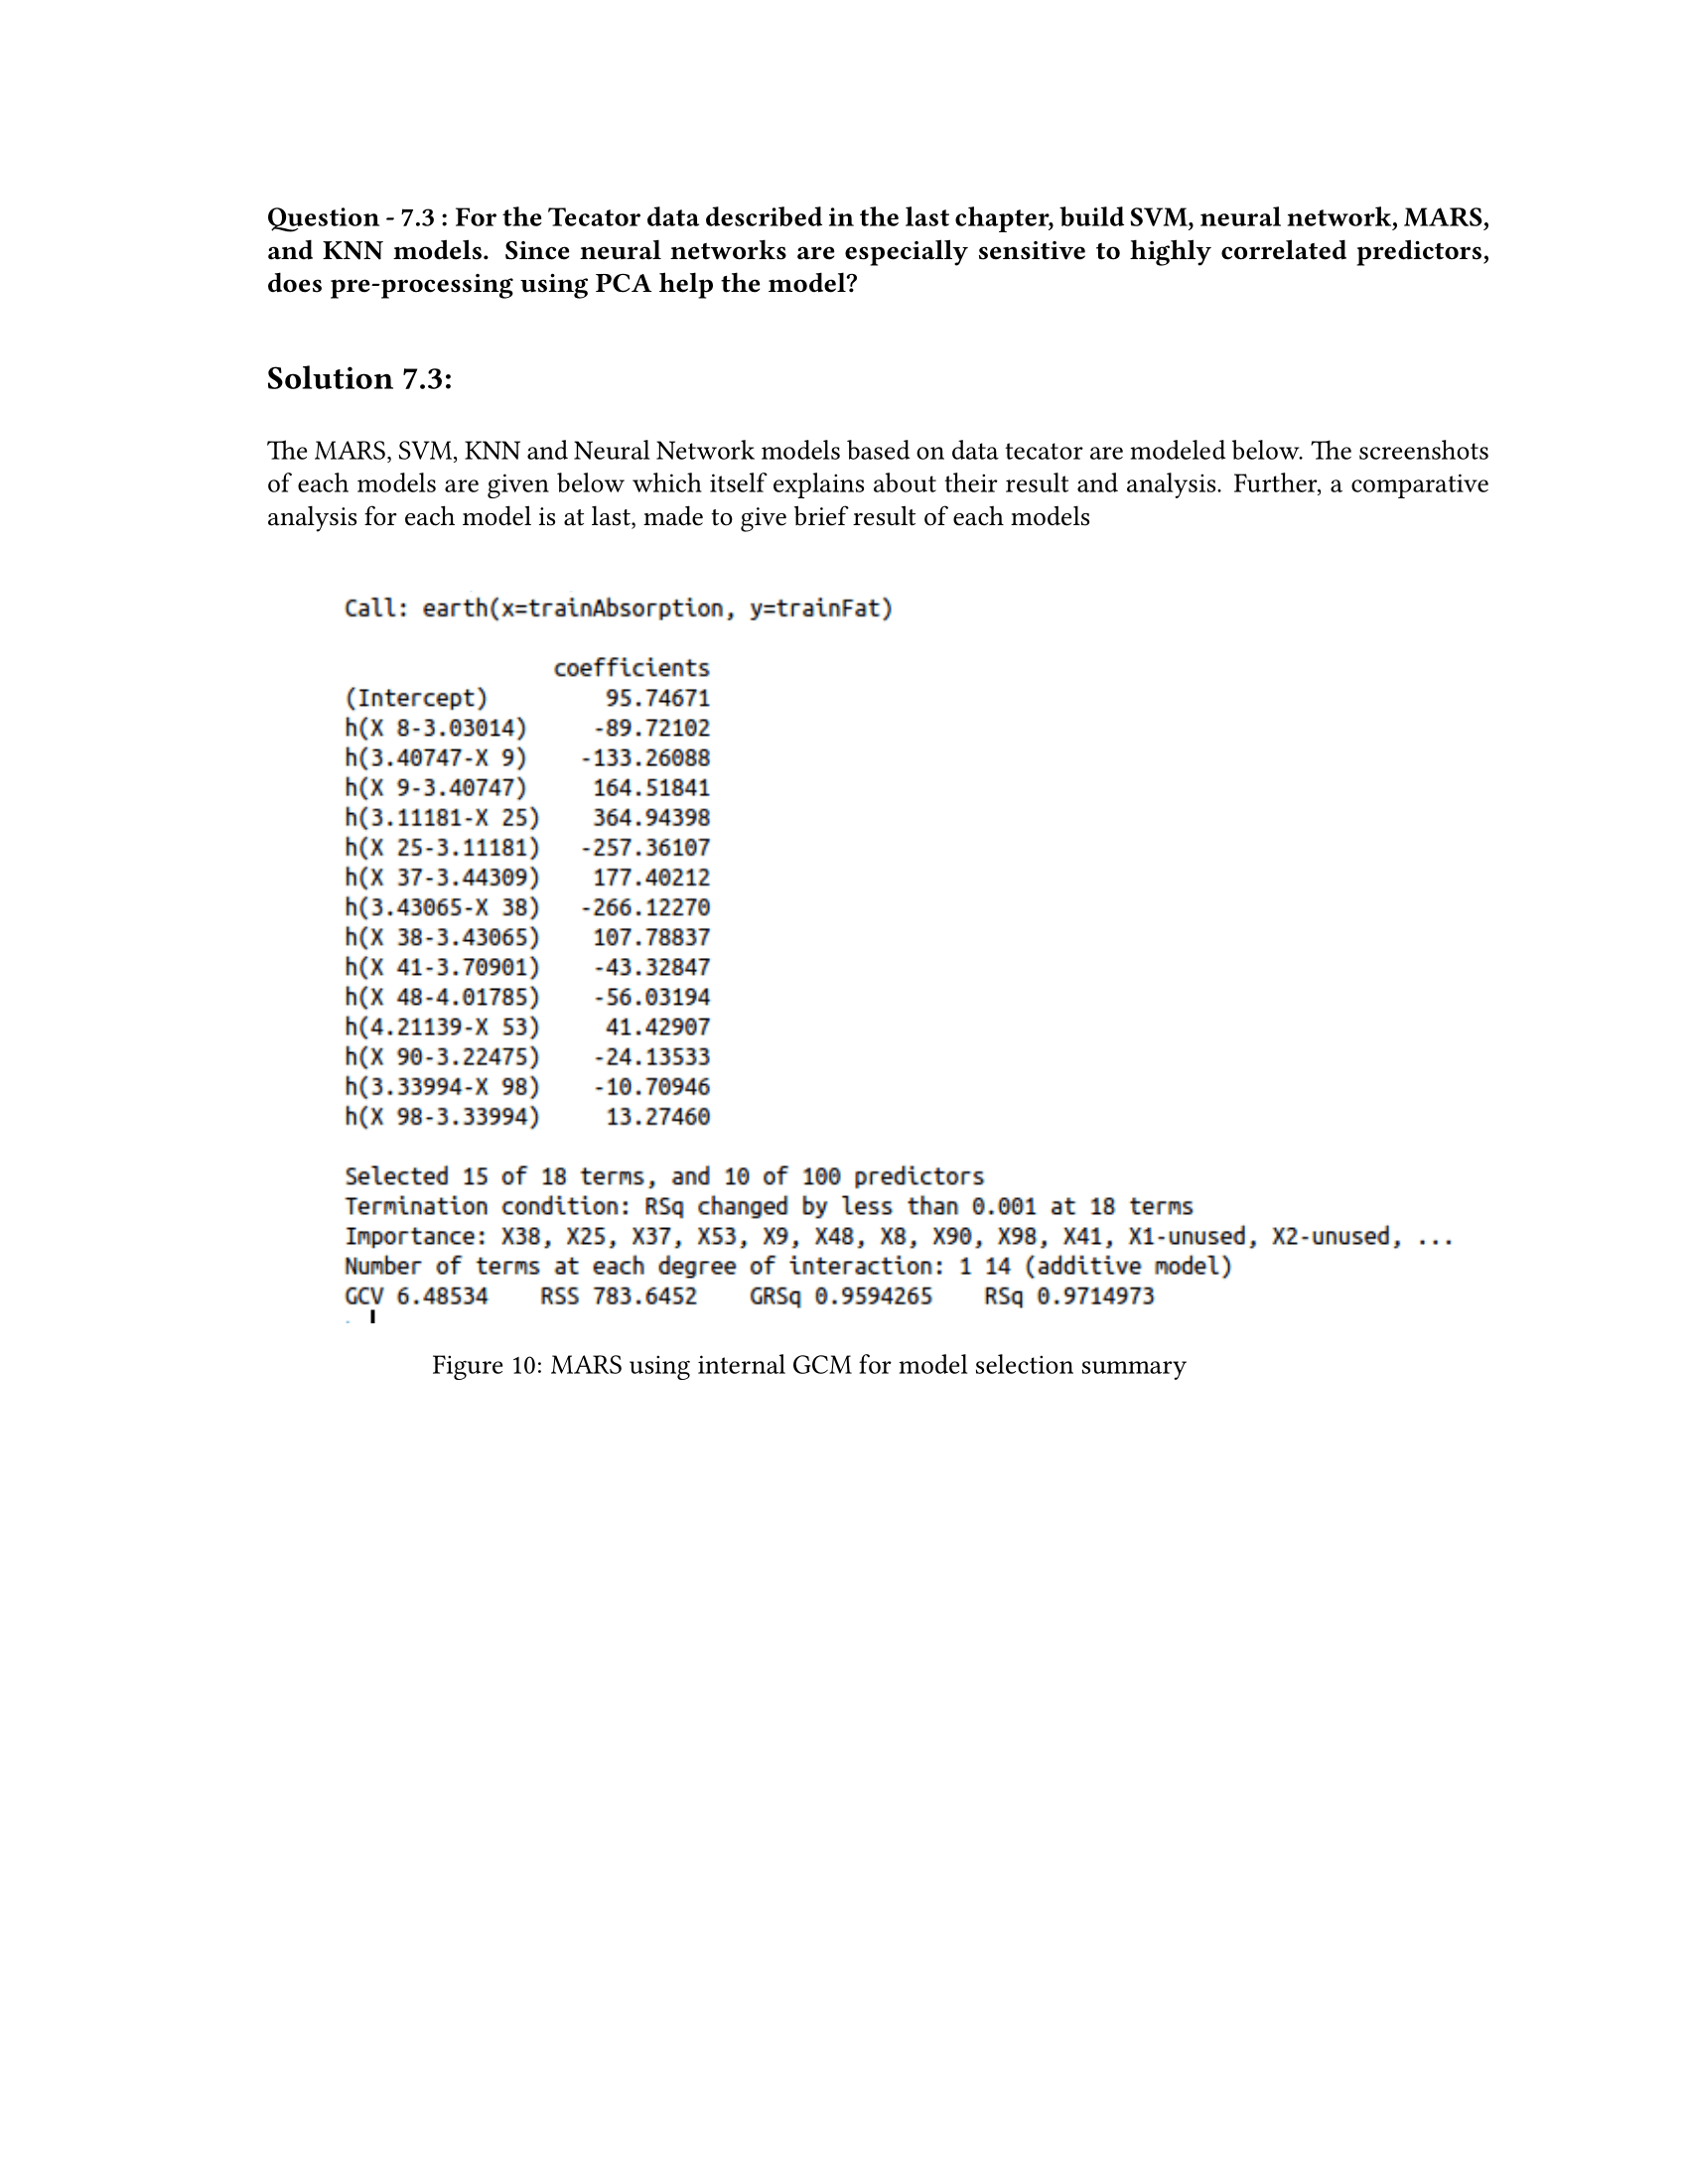 Question - 7.3 : For the Tecator data described in the last chapter, build SVM, neural network, MARS,
and KNN models. Since neural networks are especially sensitive to highly correlated predictors,
does pre-processing using PCA help the model?
Solution 7.3:
The MARS, SVM, KNN and Neural Network models based on data tecator are modeled below. The screenshots
of each models are given below which itself explains about their result and analysis. Further, a comparative
analysis for each model is at last, made to give brief result of each models
Call: earth(x=trainAbsorption, y=trainFat)
coefficients
(Intercept) 95.74671
h(X 8-3.03014) -89.72102
h(3.40747-X 9) -133.26088
h(X 9-3.40747) 164.51841
h(3.11181-X 25) 364.94398
h(X 25-3.11181) -257.36107
h(X 37-3.44309) 177.40212
h(3.43065-X 38) -266.12270
h(X 38-3.43065) 107.78837
h(X 41-3.70901) -43.32847
h(X 48-4.01785) -56.03194
h(4.21139-X 53) 41.42907
h(X 90-3.22475) -24.13533
h(3.33994-X 98) -10.70946
h(X 98-3.33994) 13.27460
Selected 15 of 18 terms, and 10 of 100 predictors
Termination condition: RSq changed by less than 0.001 at 18 terms
Importance: X38, X25, X37, X53, X9, X48, X8, X90, X98, X41, X1-unused, X2-unused, ...
Number of terms at each degree of interaction: 1 14 (additive model)
GCV 6.48534 RSS 783.6452 GRSq 0.9594265 RSq 0.9714973
Figure 10: MARS using internal GCM for model selection summary